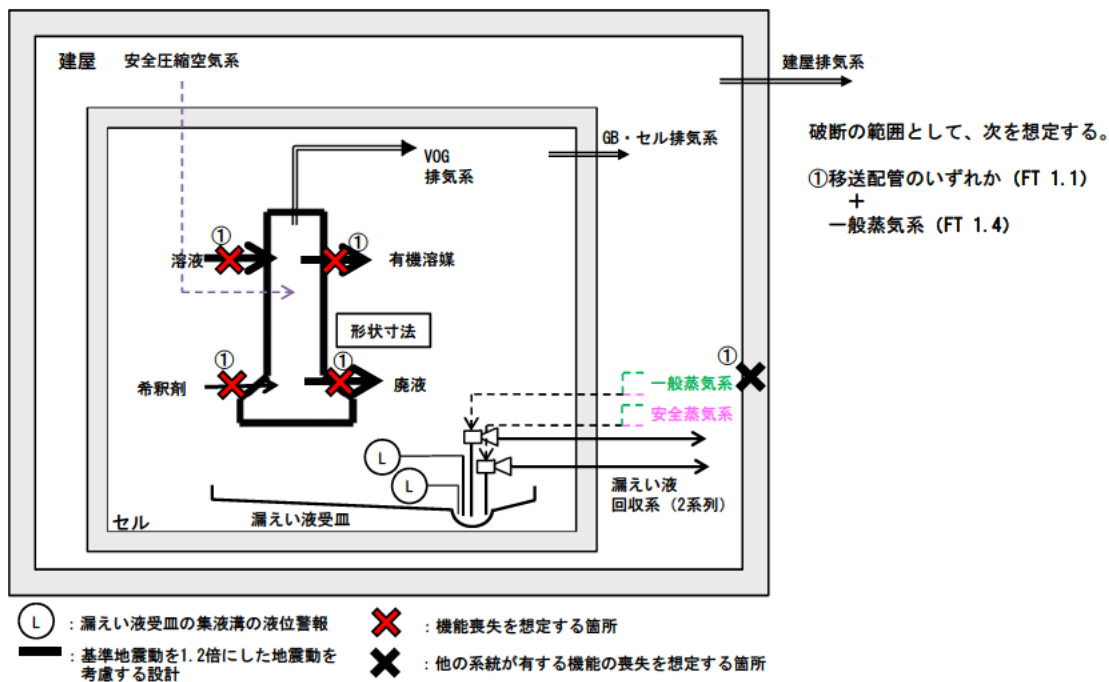 建屋
安全圧縮空気系
建屋排気系
GB・セル排気系
VOG
排気系
破断の範囲として、次を想定する。
①移送配管のいずれか (FT 1.1)
+
一般蒸気系 (FT 1.4)
①
①
溶液
有機溶媒
形状寸法
①
①
希釈剤
廃液
①
一般蒸気系
安全蒸気系
L
L
漏えい液
回収系 (2系列)
漏えい液受皿
セル
L
: 漏えい液受皿の集液溝の液位警報
: 機能喪失を想定する箇所
: 基準地震動を1.2倍にした地震動を
考慮する設計
: 他の系統が有する機能の喪失を想定する箇所